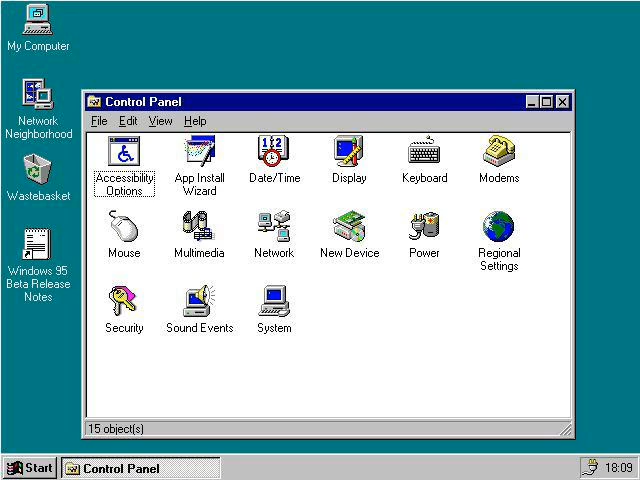 My Computer
Network
Neighborhood
Wastebasket
Windows 95
Beta Release
Notes
Control Panel
File Edit View Help
Accessibility
Options
App Install
Wizard
Date/Time
Display
Keyboard
Modems
Mouse
Multimedia
Network
New Device
Power
Regional
Settings
Security
Sound Events
System
15 object(s)
Start
Control Panel
18:09